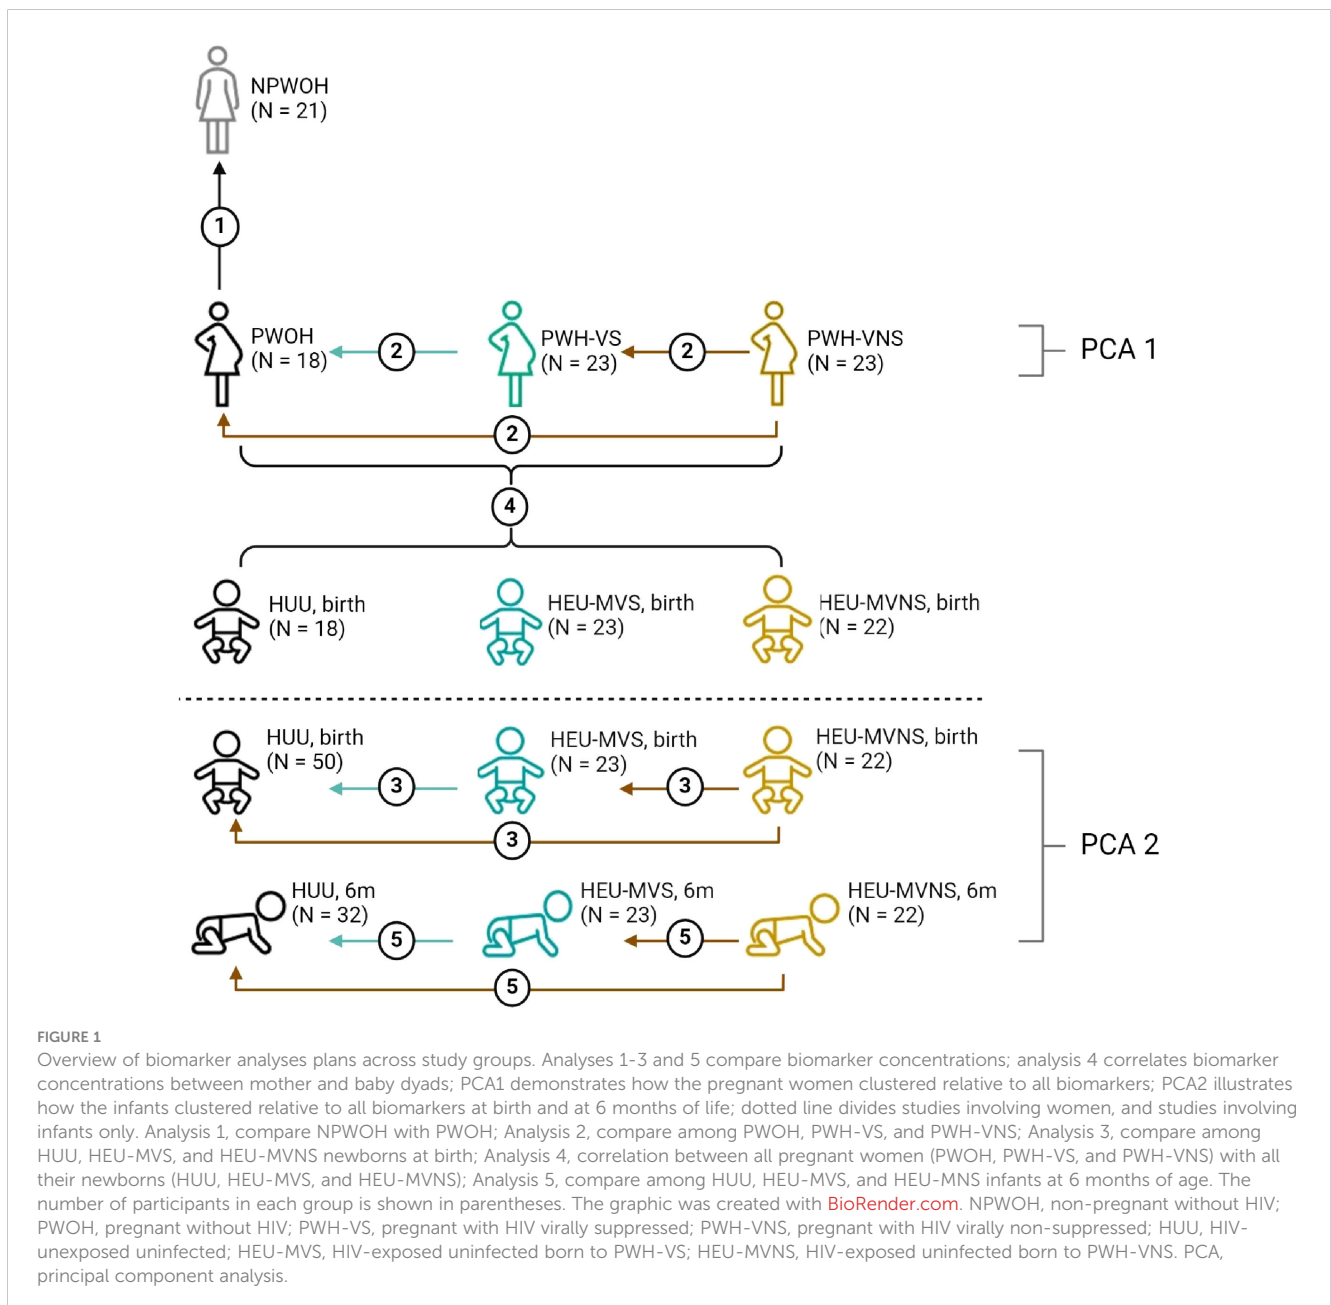 NPWOH
(N = 21)
1
PWOH
(N = 18)
2
PWH-VS
(N = 23)
2
PWH-VNS
(N = 23)
PCA 1
2
4
HUU, birth
(N = 18)
HEU-MVS, birth
(N = 23)
HEU-MVNS, birth
(N = 22)
HUU, birth
(N = 50)
3
HEU-MVS, birth
(N = 23)
3
HEU-MVNS, birth
(N = 22)
3
PCA 2
HUU, 6m
(N = 32)
5
HEU-MVS, 6m
(N = 23)
5
HEU-MVNS, 6m
(N = 22)
5
FIGURE 1
Overview of biomarker analyses plans across study groups. Analyses 1-3 and 5 compare biomarker concentrations; analysis 4 correlates biomarker
concentrations between mother and baby dyads; PCA1 demonstrates how the pregnant women clustered relative to all biomarkers; PCA2 illustrates
how the infants clustered relative to all biomarkers at birth and at 6 months of life; dotted line divides studies involving women, and studies involving
infants only. Analysis 1, compare NPWOH with PWOH; Analysis 2, compare among PWOH, PWH-VS, and PWH-VNS; Analysis 3, compare among
HUU, HEU-MVS, and HEU-MVNS newborns at birth; Analysis 4, correlation between all pregnant women (PWOH, PWH-VS, and PWH-VNS) with all
their newborns (HUU, HEU-MVS, and HEU-MVNS); Analysis 5, compare among HUU, HEU-MVS, and HEU-MNS infants at 6 months of age. The
number of participants in each group is shown in parentheses. The graphic was created with BioRender.com. NPWOH, non-pregnant without HIV;
PWOH, pregnant without HIV; PWH-VS, pregnant with HIV virally suppressed; PWH-VNS, pregnant with HIV virally non-suppressed; HUU, HIV-
unexposed uninfected; HEU-MVS, HIV-exposed uninfected born to PWH-VS; HEU-MVNS, HIV-exposed uninfected born to PWH-VNS. PCA,
principal component analysis.